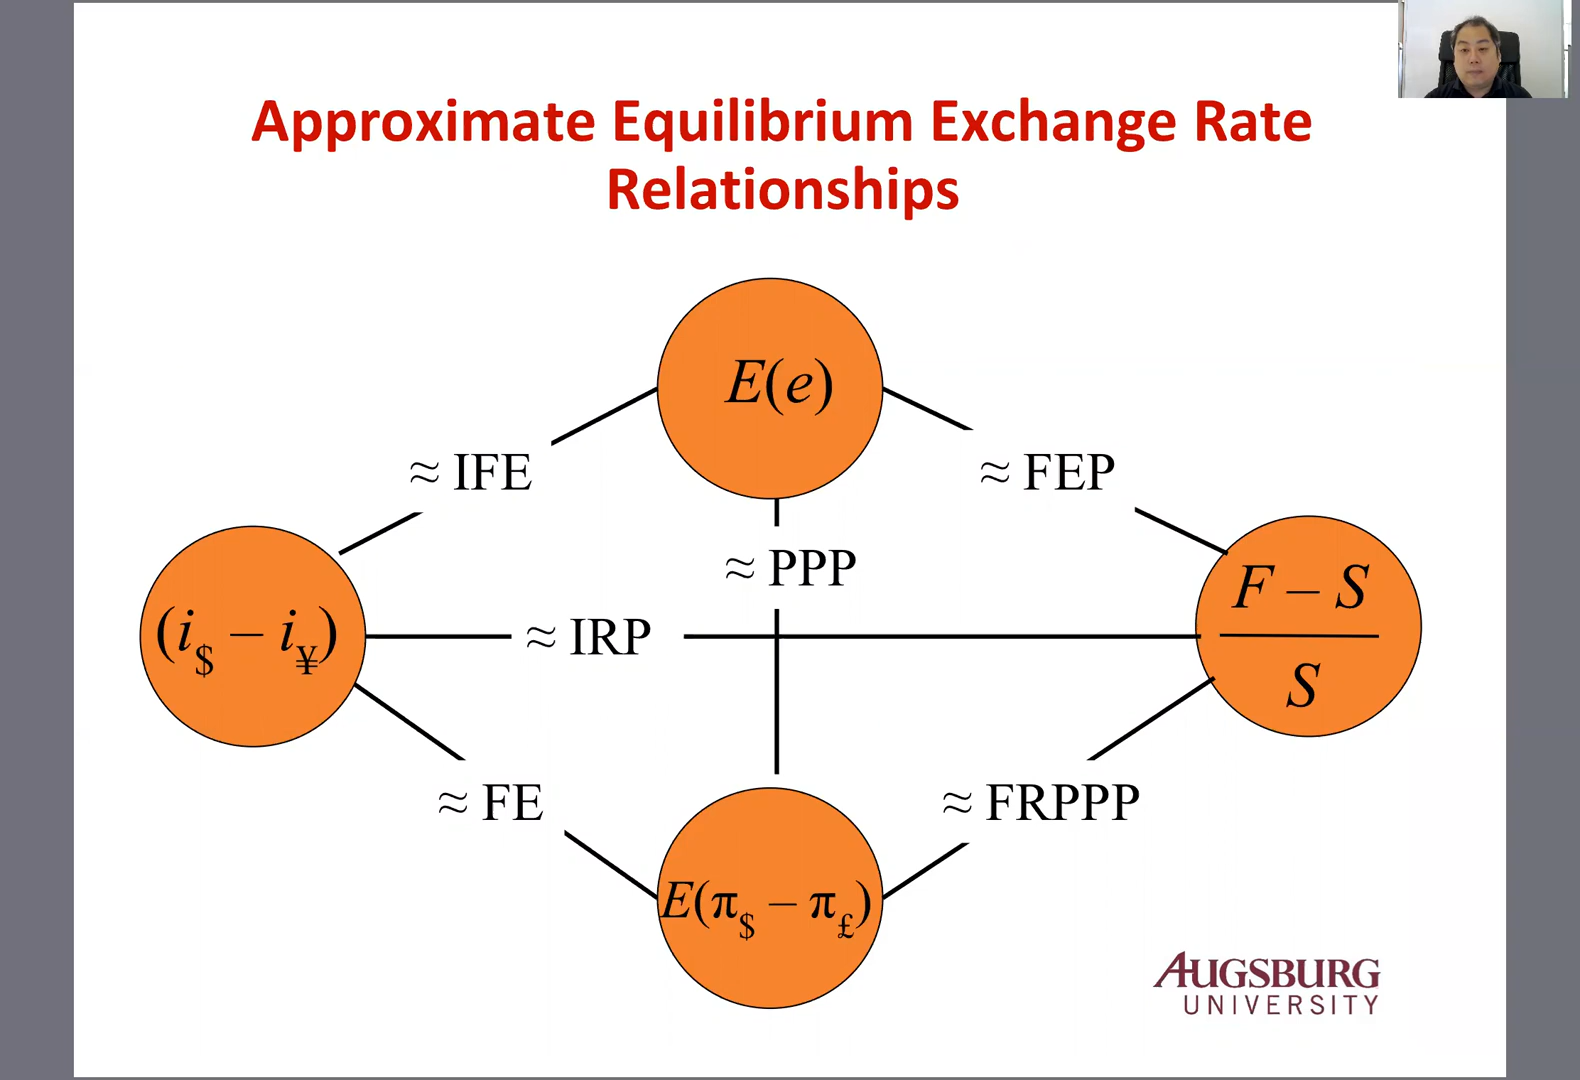 Approximate Equilibrium Exchange Rate
Relationships
E(e)
≈ IFE
≈ FEP
≈ PPP
(i$ – i¥)
≈ IRP
F – S
S
≈ FE
≈ FRPPP
E(π$ – π£)
AUGSBURG
UNIVERSITY